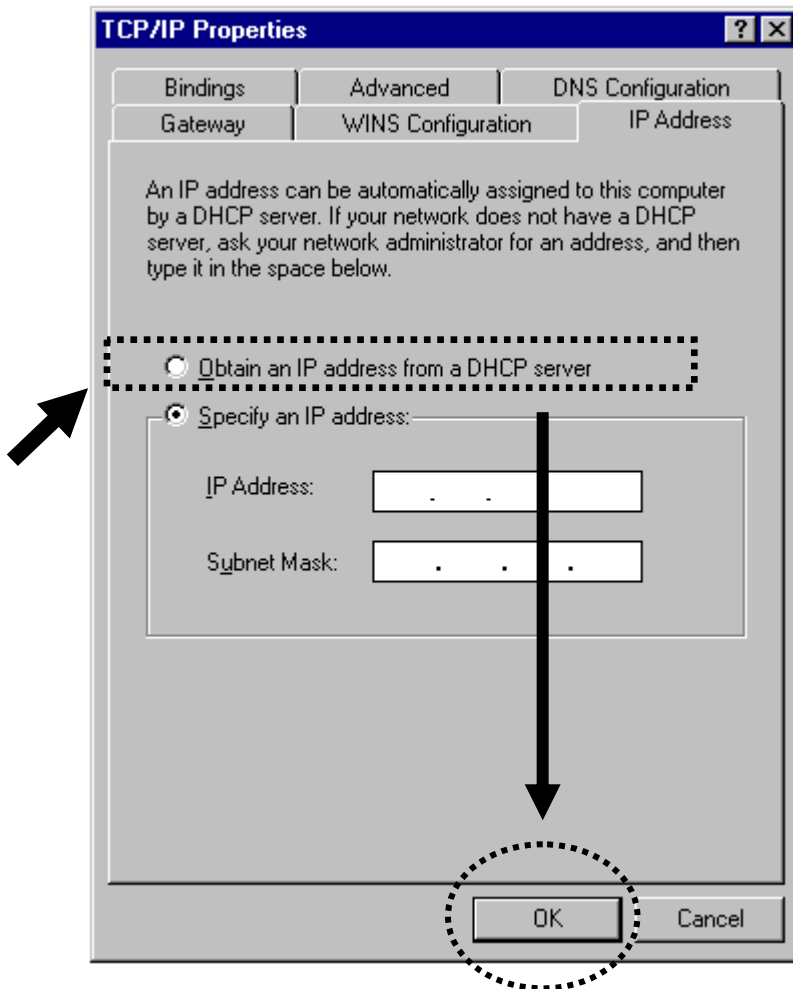 TCP/IP Properties
Bindings Advanced DNS Configuration
Gateway WINS Configuration IP Address
An IP address can be automatically assigned to this computer
by a DHCP server. If your network does not have a DHCP
server, ask your network administrator for an address, and then
type it in the space below.
Obtain an IP address from a DHCP server
Specify an IP address:
IP Address: . .
Subnet Mask: . . .
OK Cancel